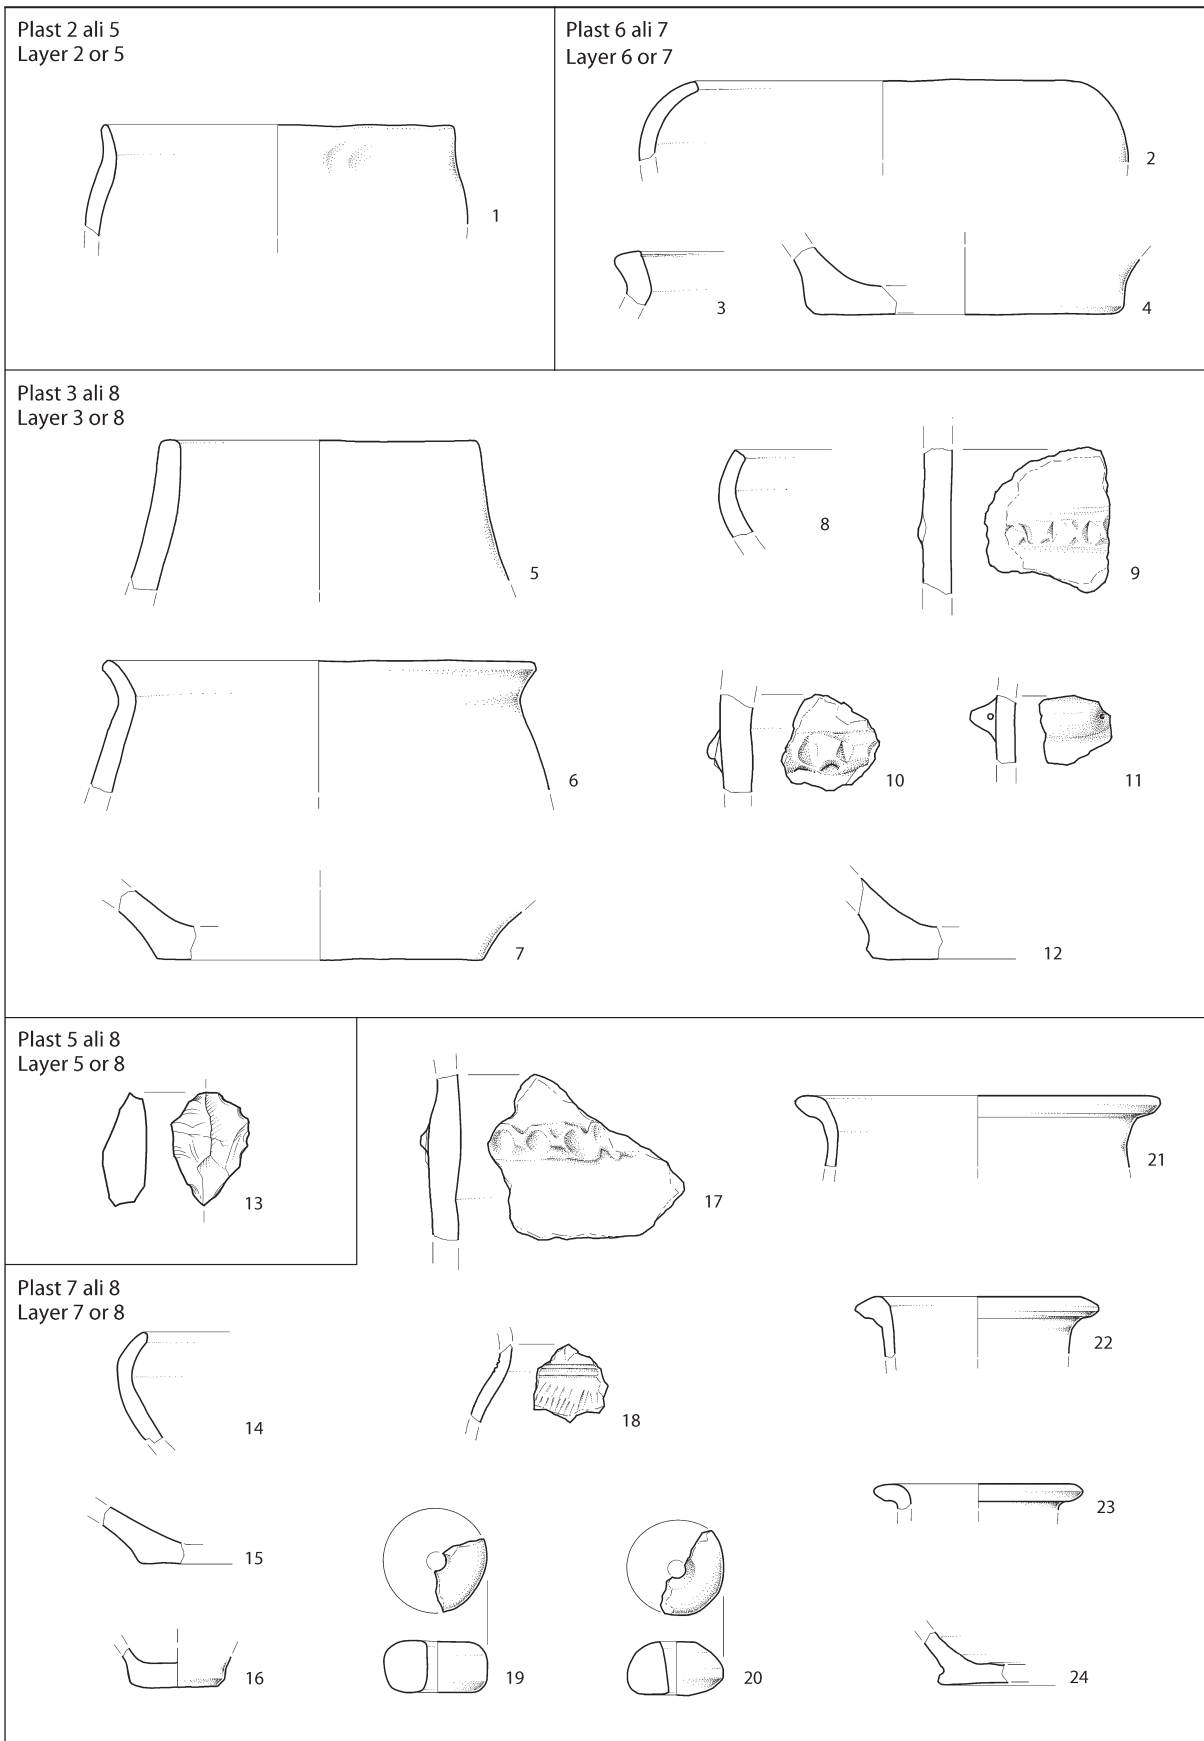 Plast 2 ali 5
Layer 2 or 5
1
Plast 6 ali 7
Layer 6 or 7
2
3
4
Plast 3 ali 8
Layer 3 or 8
5
6
7
8
9
10
11
12
Plast 5 ali 8
Layer 5 or 8
13
Plast 7 ali 8
Layer 7 or 8
14
15
16
17
18
19
20
21
22
23
24